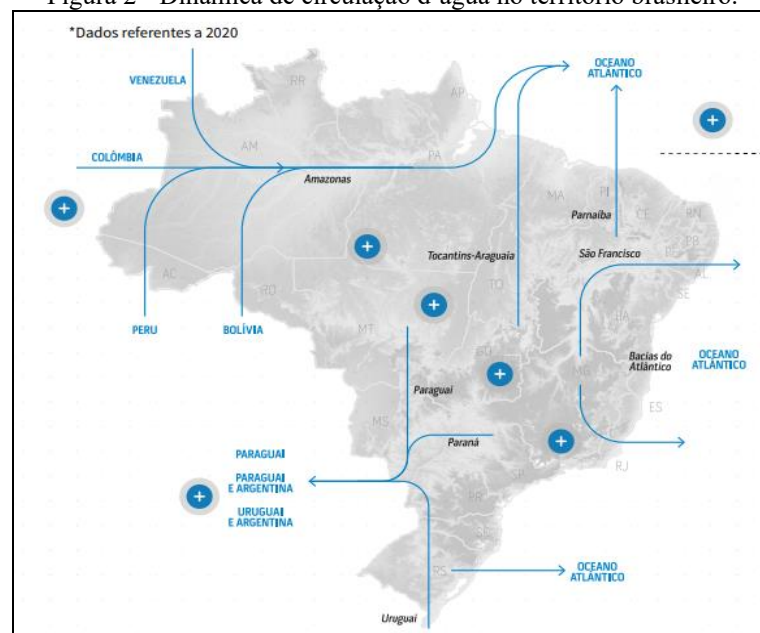 Figura 2 - Dinâmica de circulação d'água no território brasileiro.
*Dados referentes a 2020
OCEANO
ATLÂNTICO
VENEZUELA
RR
AP
COLÔMBIA
AM
PA
Amazonas
MA
PI
CE
RN
Parnaíba
PB
Tocantins-Araguaia
São Francisco
AL
SE
AC
RO
TO
BA
PERU
BOLÍVIA
MT
GO
Bacias do
Atlântico
OCEANO
ATLÂNTICO
MG
Paraguai
ES
MS
Paraná
PARAGUAI
RJ
SP
PARAGUAI
E ARGENTINA
PR
URUGUAI
E ARGENTINA
SC
RS
OCEANO
ATLÂNTICO
Uruguai